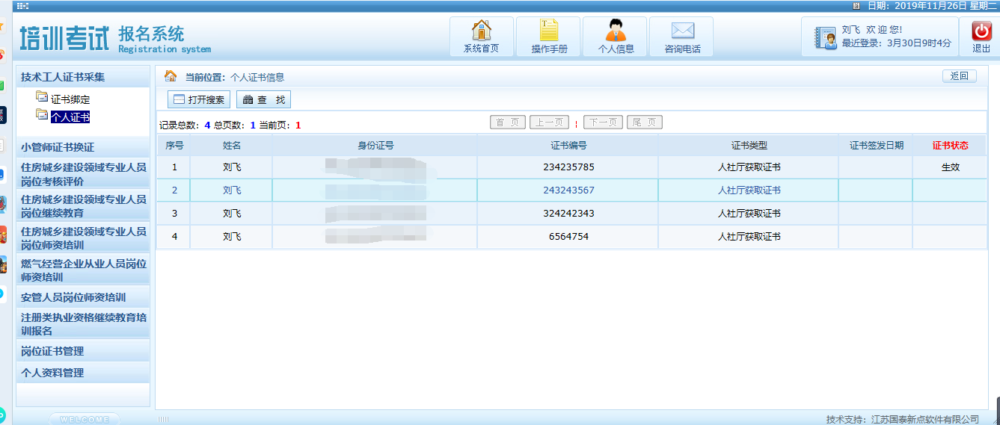 日期：2019年11月26日 星期二
培训考试 报名系统
Registration system
系统首页
操作手册
个人信息
咨询电话
刘飞 欢迎您!
最近登录：3月30日9时4分
退出
技术工人证书采集
证书绑定
个人证书
小管师证书换证
住房城乡建设领域专业人员
岗位考核评价
住房城乡建设领域专业人员
岗位继续教育
住房城乡建设领域专业人员
岗位师资培训
燃气经营企业从业人员岗位
师资培训
安管人员岗位师资培训
注册类执业资格继续教育培
训报名
岗位证书管理
个人资料管理
WELCOME
当前位置：个人证书信息
返回
打开搜索
查 找
记录总数：4 总页数：1 当前页：1
首 页 上一页 ¦ 下一页 尾 页
序号 姓名 身份证号 证书编号 证书类型 证书签发日期 证书状态
1 刘飞 234235785 人社厅获取证书 生效
2 刘飞 243243567 人社厅获取证书
3 刘飞 324242343 人社厅获取证书
4 刘飞 6564754 人社厅获取证书
技术支持：江苏国泰新点软件有限公司